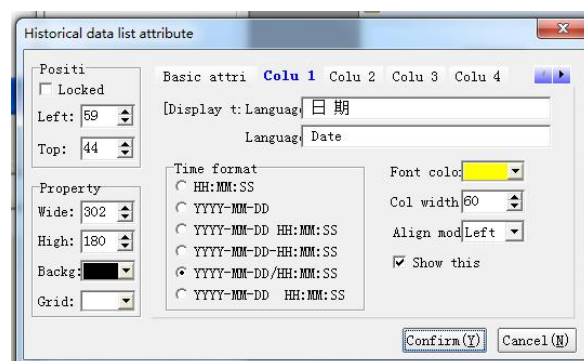 Historical data list attribute
Positi
Locked
Left: 59
Top: 44
Property
Wide: 302
High: 180
Backg:
Grid:
Basic attri Colu 1 Colu 2 Colu 3 Colu 4
[Display t: Languag 日 期
Languag Date
Time format
HH:MM:SS
YYYY-MM-DD
YYYY-MM-DD HH:MM:SS
YYYY-MM-DD-HH:MM:SS
YYYY-MM-DD/HH:MM:SS
YYYY-MM-DD HH:MM:SS
Font colo:
Col width 60
Align mod Left
Show this
Confirm(Y) Cancel(N)